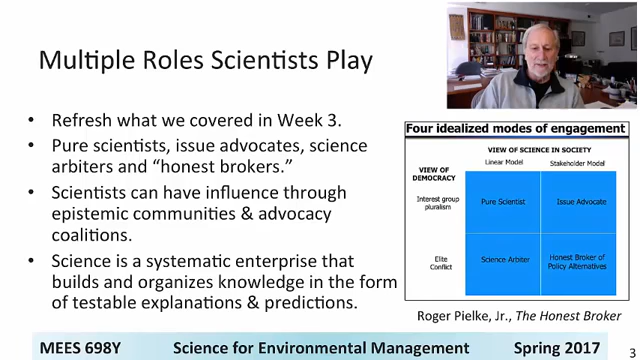 Multiple Roles Scientists Play
• Refresh what we covered in Week 3.
• Pure scientists, issue advocates, science
arbiters and “honest brokers.”
• Scientists can have influence through
epistemic communities & advocacy
coalitions.
• Science is a systematic enterprise that
builds and organizes knowledge in the form
of testable explanations & predictions.
Four idealized modes of engagement
VIEW OF SCIENCE IN SOCIETY
Linear Model Stakeholder Model
VIEW OF
DEMOCRACY
Interest group
pluralism
Pure Scientist Issue Advocate
Elite
Conflict
Science Arbiter Honest Broker of
Policy Alternatives
Roger Pielke, Jr., The Honest Broker
MEES 698Y Science for Environmental Management Spring 2017
3